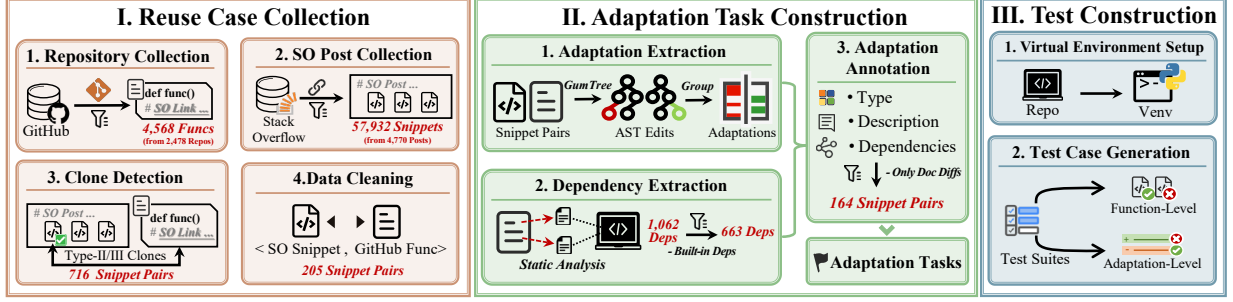 I. Reuse Case Collection
1. Repository Collection
GitHub
def func()
# SO Link ...
4,568 Funcs
(from 2,478 Repos)
2. SO Post Collection
Stack
Overflow
# SO Post ...
57,932 Snippets
(from 4,770 Posts)
3. Clone Detection
# SO Post ...
def func()
# SO Link ...
Type-II/III Clones
716 Snippet Pairs
4.Data Cleaning
< SO Snippet , GitHub Func>
205 Snippet Pairs
II. Adaptation Task Construction
1. Adaptation Extraction
Snippet Pairs
GumTree
AST Edits
Group
Adaptations
2. Dependency Extraction
Static Analysis
1,062
Deps
- Built-in Deps
663 Deps
3. Adaptation
Annotation
• Type
• Description
• Dependencies
- Only Doc Diffs
164 Snippet Pairs
Adaptation Tasks
III. Test Construction
1. Virtual Environment Setup
Repo
Venv
2. Test Case Generation
Test Suites
Function-Level
Adaptation-Level